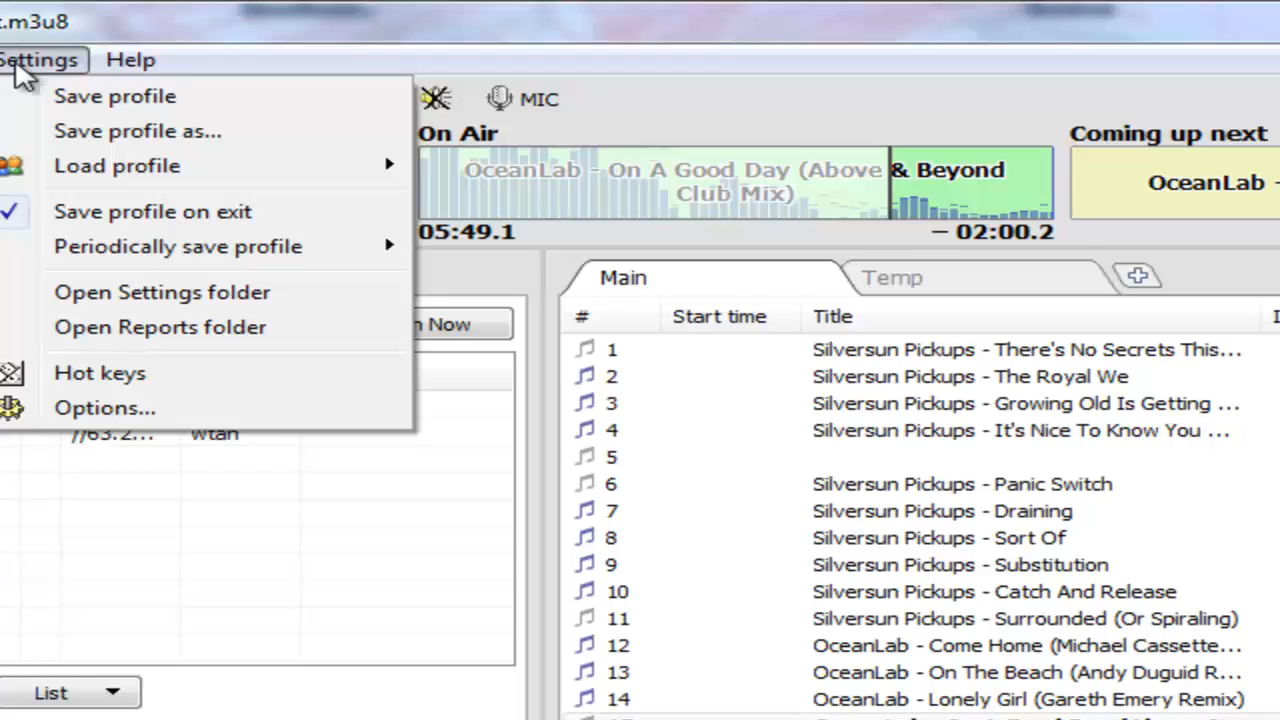 t.m3u8
Settings Help
Save profile
Save profile as...
Load profile
Save profile on exit
Periodically save profile
Open Settings folder
Open Reports folder
Hot keys
Options...
MIC
On Air
OceanLab - On A Good Day (Above & Beyond
Club Mix)
05:49.1
– 02:00.2
Coming up next
OceanLab -
Now
//63.2...
wtan
List
Main
Temp
# Start time Title
1 Silversun Pickups - There's No Secrets This...
2 Silversun Pickups - The Royal We
3 Silversun Pickups - Growing Old Is Getting ...
4 Silversun Pickups - It's Nice To Know You ...
5
6 Silversun Pickups - Panic Switch
7 Silversun Pickups - Draining
8 Silversun Pickups - Sort Of
9 Silversun Pickups - Substitution
10 Silversun Pickups - Catch And Release
11 Silversun Pickups - Surrounded (Or Spiraling)
12 OceanLab - Come Home (Michael Cassette...
13 OceanLab - On The Beach (Andy Duguid R...
14 OceanLab - Lonely Girl (Gareth Emery Remix)